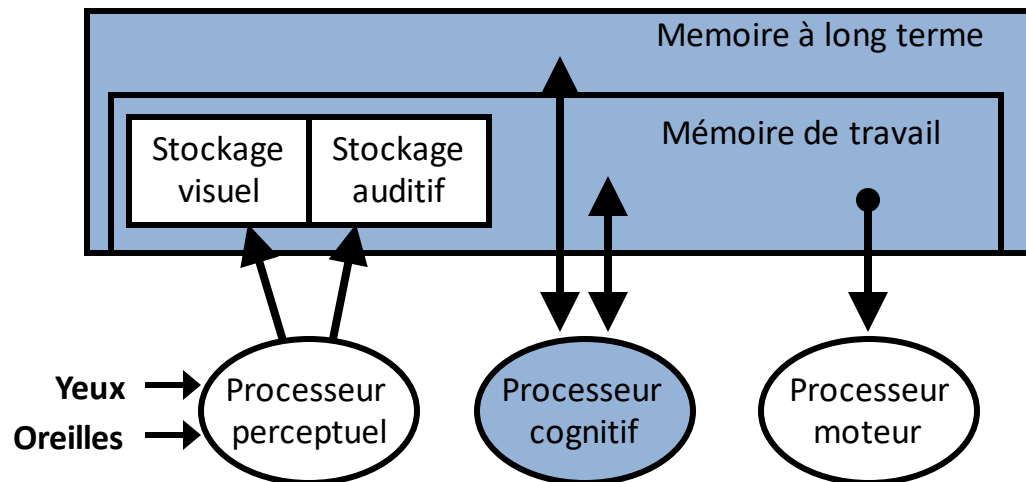 Memoire à long terme
Mémoire de travail
Stockage
visuel
Stockage
auditif
Yeux
Oreilles
Processeur
perceptuel
Processeur
cognitif
Processeur
moteur